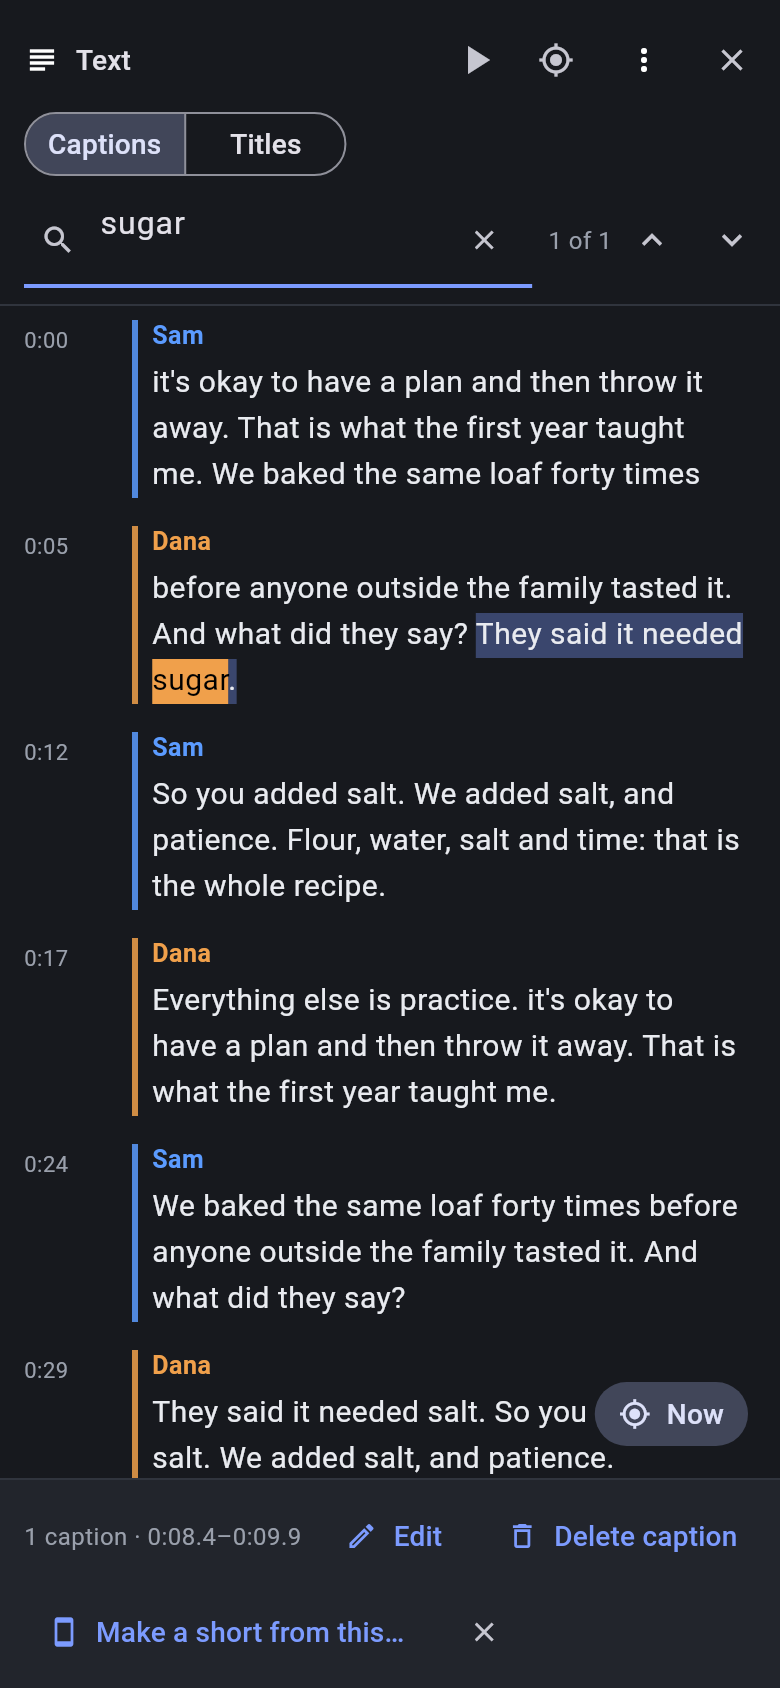 Text
Captions
Titles
sugar
1 of 1
0:00
Sam
it's okay to have a plan and then throw it
away. That is what the first year taught
me. We baked the same loaf forty times
0:05
Dana
before anyone outside the family tasted it.
And what did they say? They said it needed
sugar.
0:12
Sam
So you added salt. We added salt, and
patience. Flour, water, salt and time: that is
the whole recipe.
0:17
Dana
Everything else is practice. it's okay to
have a plan and then throw it away. That is
what the first year taught me.
0:24
Sam
We baked the same loaf forty times before
anyone outside the family tasted it. And
what did they say?
0:29
Dana
They said it needed salt. So you
Now
salt. We added salt, and patience.
1 caption · 0:08.4–0:09.9
Edit
Delete caption
Make a short from this...